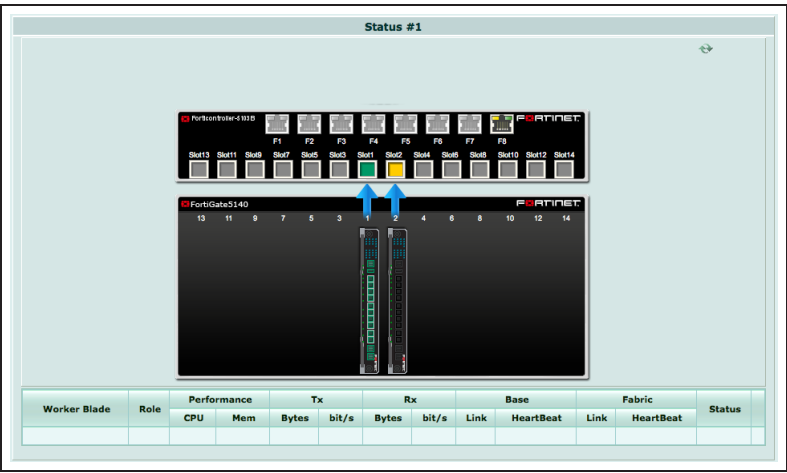 Status #1
Forticontroller-5103B FORTINET
F1 F2 F3 F4 F5 F6 F7 F8
Slot13 Slot11 Slot9 Slot7 Slot5 Slot3 Slot1 Slot2 Slot4 Slot6 Slot8 Slot10 Slot12 Slot14
FortiGate5140 FORTINET
13 11 9 7 5 3 1 2 4 6 8 10 12 14
Worker Blade Role Performance Tx Rx Base Fabric Status
CPU Mem Bytes bit/s Bytes bit/s Link HeartBeat Link HeartBeat